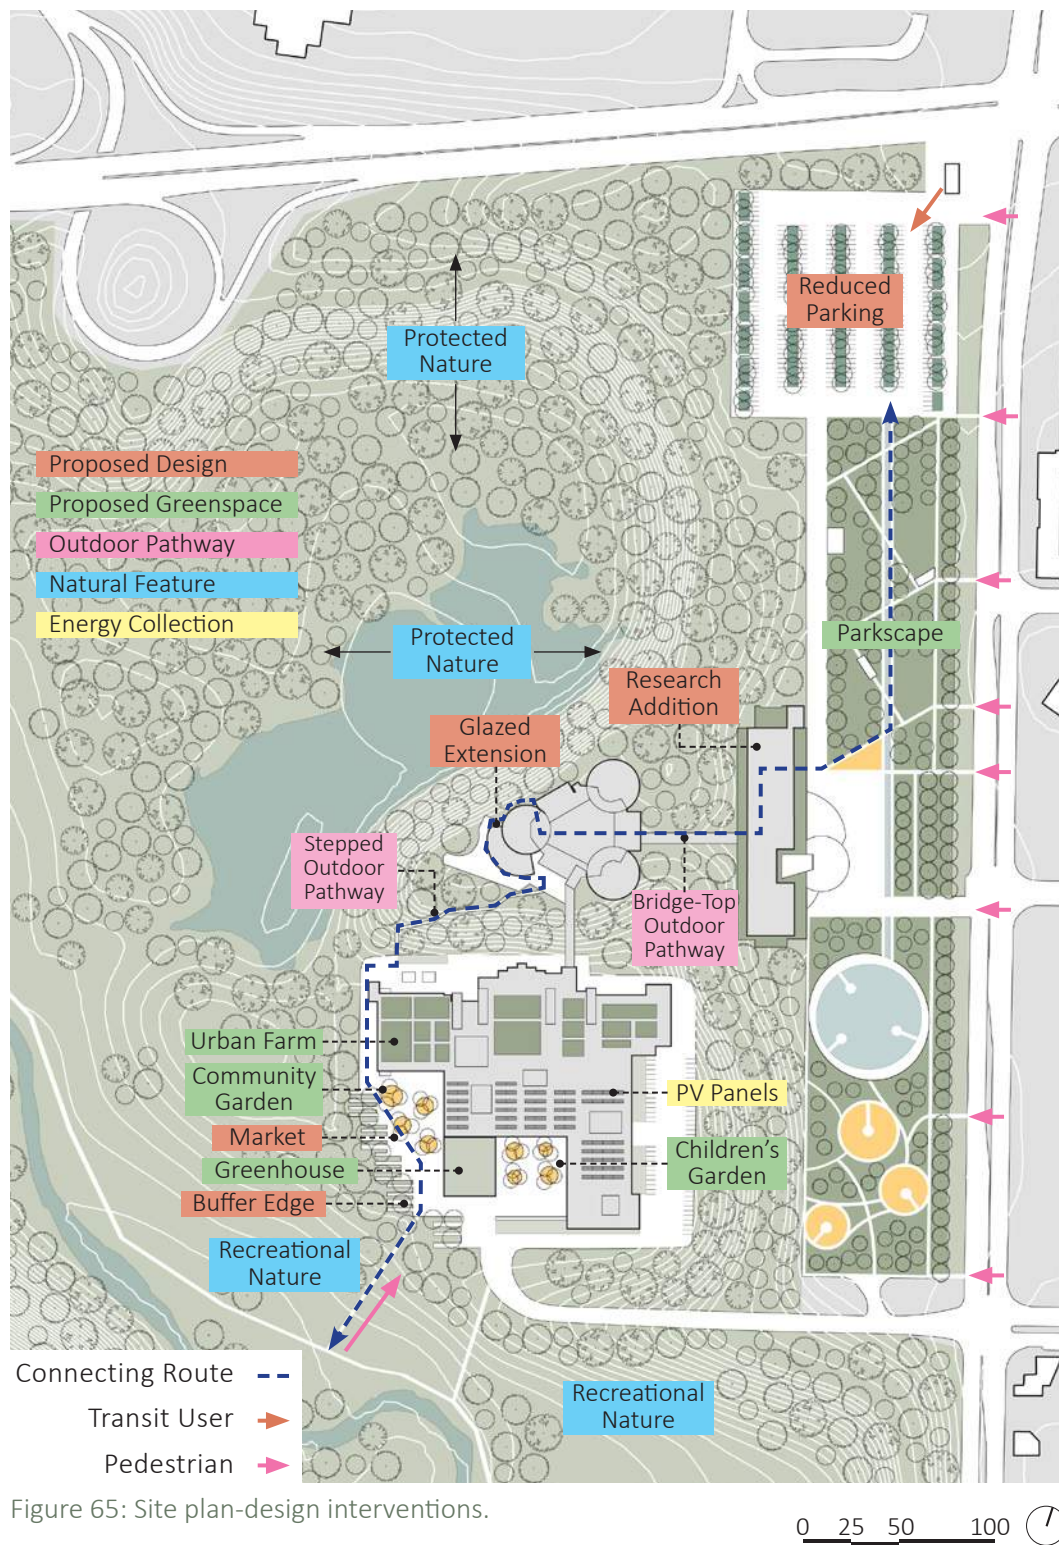 Reduced
Parking
Protected
Nature
Proposed Design
Proposed Greenspace
Outdoor Pathway
Natural Feature
Energy Collection
Parkscape
Protected
Nature
Research
Addition
Glazed
Extension
Stepped
Outdoor
Pathway
Bridge-Top
Outdoor
Pathway
Urban Farm
Community
Garden
PV Panels
Market
Children's
Garden
Greenhouse
Buffer Edge
Recreational
Nature
Recreational
Nature
Connecting Route
Transit User
Pedestrian
Figure 65: Site plan-design interventions.
0 25 50 100